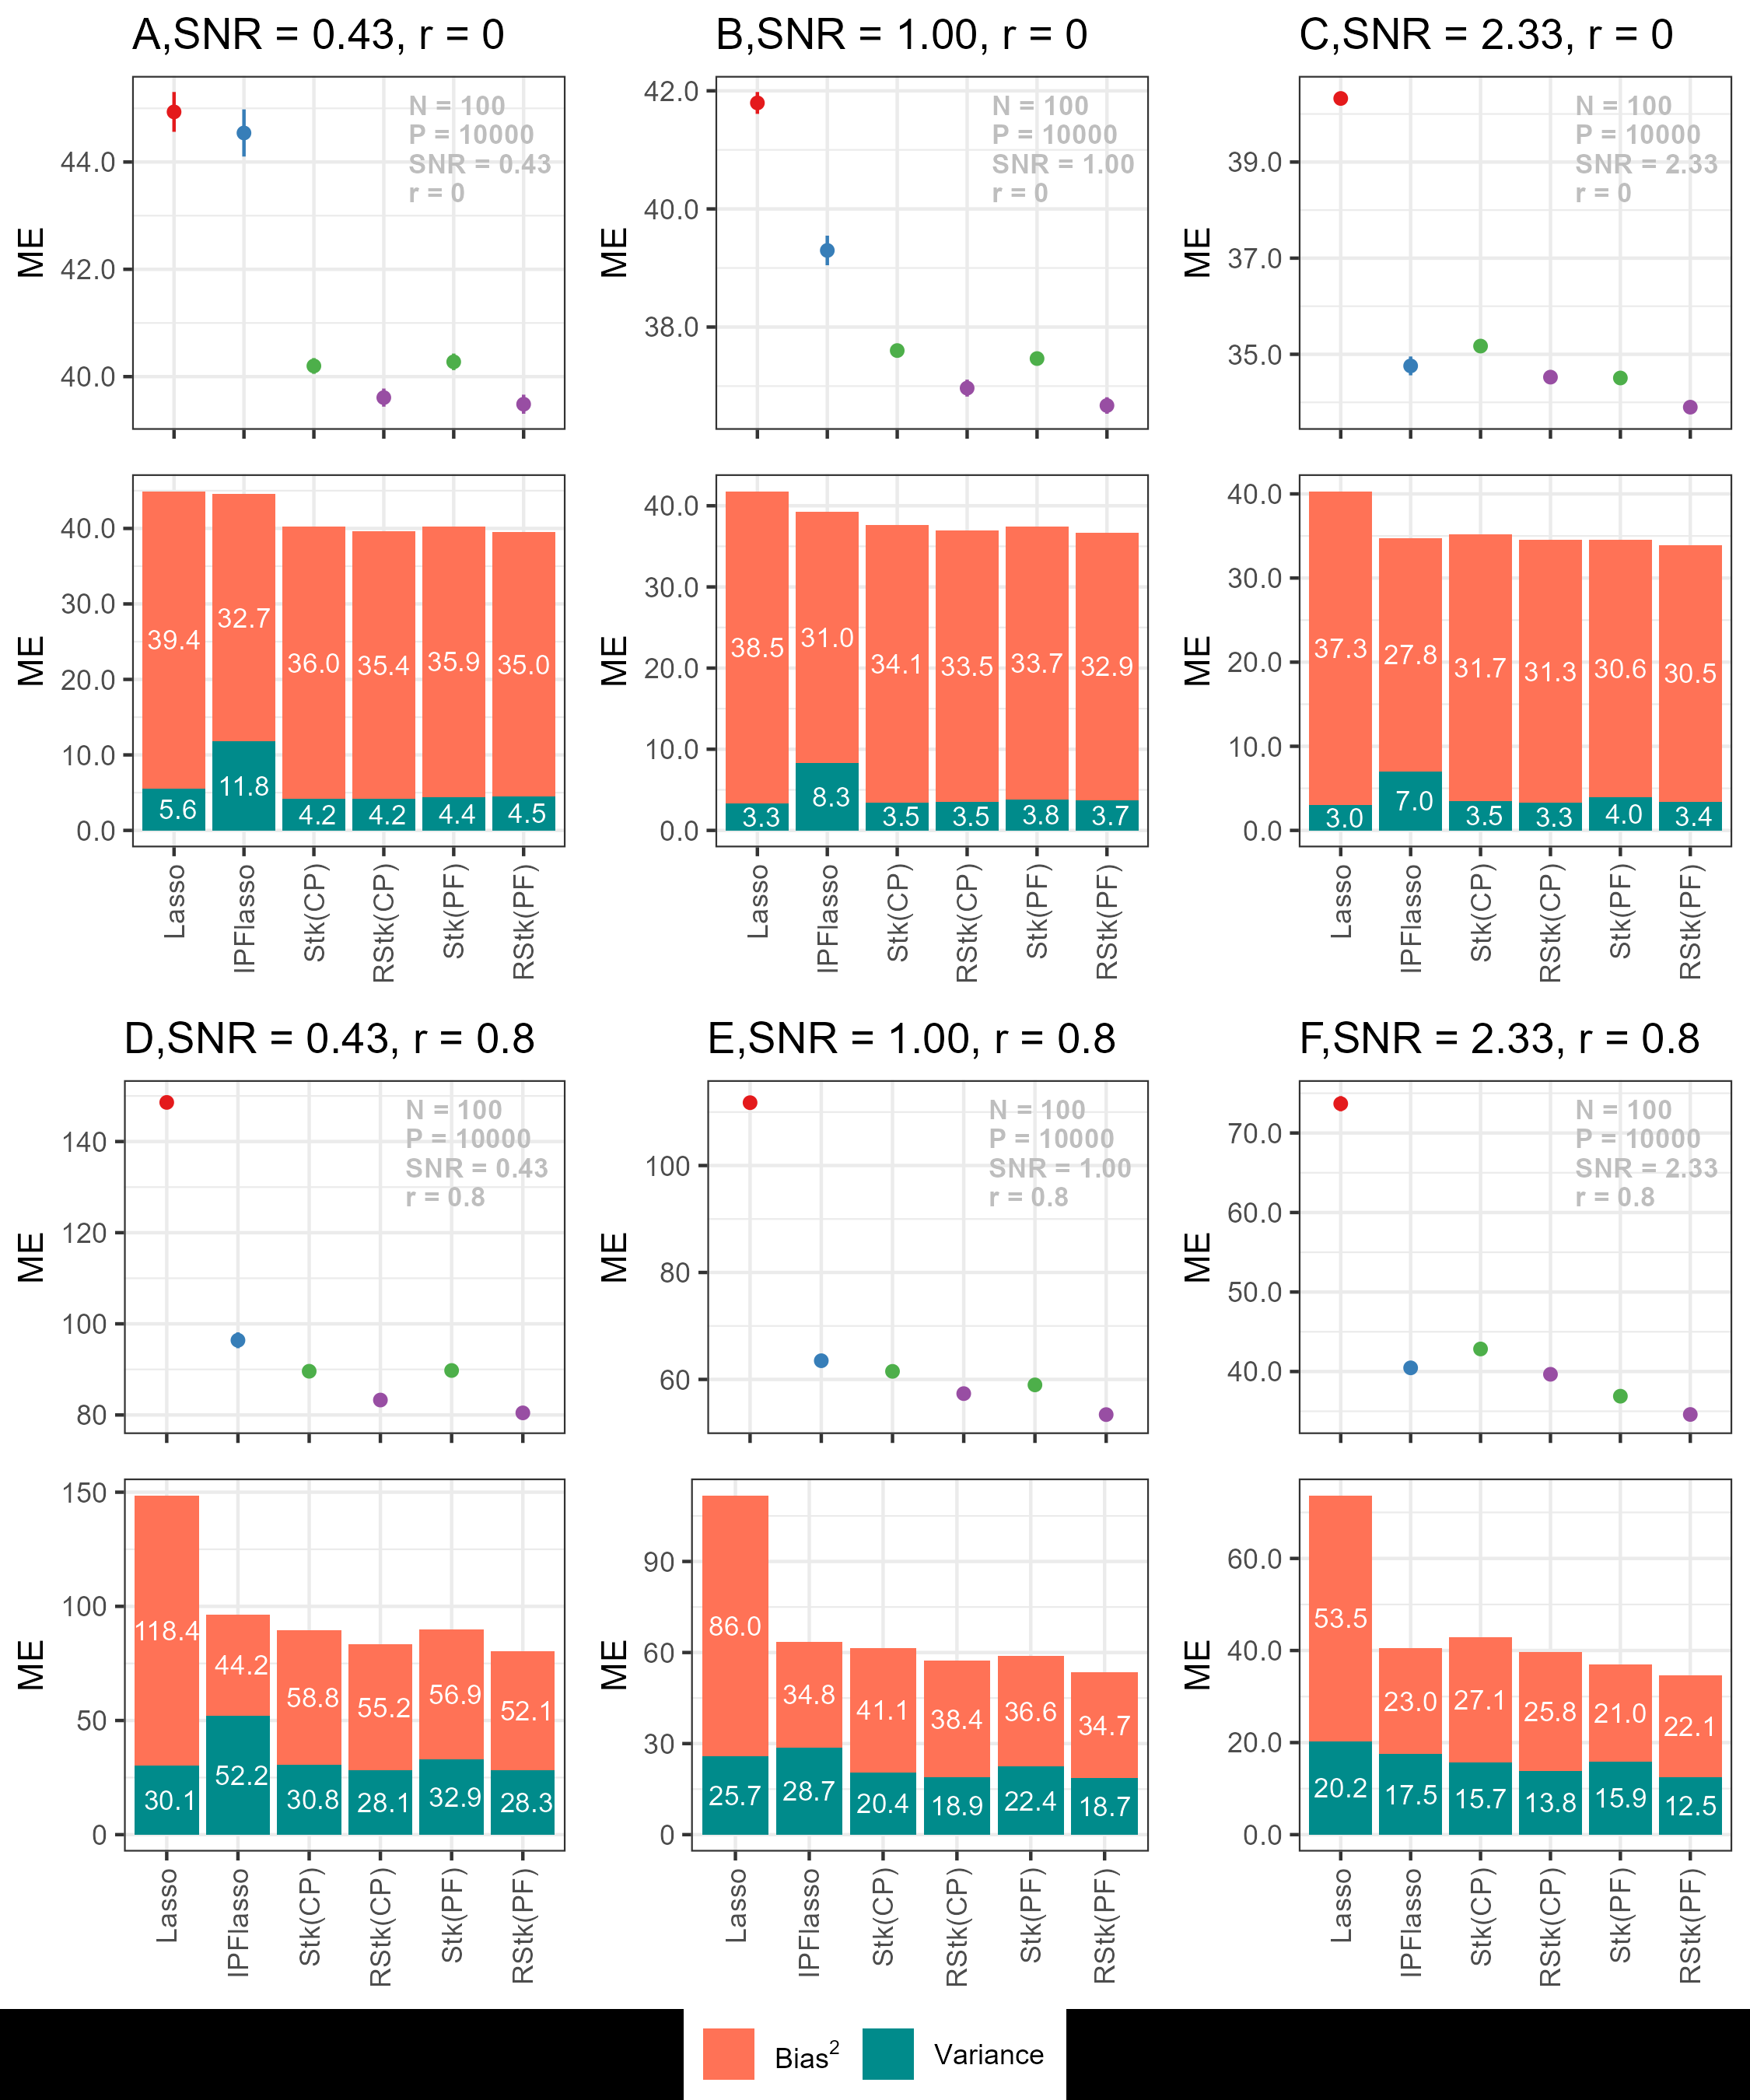 A,SNR = 0.43, r = 0
B,SNR = 1.00, r = 0
C,SNR = 2.33, r = 0
ME
44.0
42.0
40.0
N = 100
P = 10000
SNR = 0.43
r = 0
ME
42.0
40.0
38.0
N = 100
P = 10000
SNR = 1.00
r = 0
ME
39.0
37.0
35.0
N = 100
P = 10000
SNR = 2.33
r = 0
ME
40.0
30.0
20.0
10.0
0.0
39.4 32.7 36.0 35.4 35.9 35.0
5.6 11.8 4.2 4.2 4.4 4.5
Lasso
IPFlasso
Stk(CP)
RStk(CP)
Stk(PF)
RStk(PF)
ME
40.0
30.0
20.0
10.0
0.0
38.5 31.0 34.1 33.5 33.7 32.9
3.3 8.3 3.5 3.5 3.8 3.7
Lasso
IPFlasso
Stk(CP)
RStk(CP)
Stk(PF)
RStk(PF)
ME
40.0
30.0
20.0
10.0
0.0
37.3 27.8 31.7 31.3 30.6 30.5
3.0 7.0 3.5 3.3 4.0 3.4
Lasso
IPFlasso
Stk(CP)
RStk(CP)
Stk(PF)
RStk(PF)
D,SNR = 0.43, r = 0.8
E,SNR = 1.00, r = 0.8
F,SNR = 2.33, r = 0.8
ME
140
120
100
80
N = 100
P = 10000
SNR = 0.43
r = 0.8
ME
100
80
60
N = 100
P = 10000
SNR = 1.00
r = 0.8
ME
70.0
60.0
50.0
40.0
N = 100
P = 10000
SNR = 2.33
r = 0.8
ME
150
100
50
0
118.4 44.2 58.8 55.2 56.9 52.1
30.1 52.2 30.8 28.1 32.9 28.3
Lasso
IPFlasso
Stk(CP)
RStk(CP)
Stk(PF)
RStk(PF)
ME
90
60
30
0
86.0 34.8 41.1 38.4 36.6 34.7
25.7 28.7 20.4 18.9 22.4 18.7
Lasso
IPFlasso
Stk(CP)
RStk(CP)
Stk(PF)
RStk(PF)
ME
60.0
40.0
20.0
0.0
53.5 23.0 27.1 25.8 21.0 22.1
20.2 17.5 15.7 13.8 15.9 12.5
Lasso
IPFlasso
Stk(CP)
RStk(CP)
Stk(PF)
RStk(PF)
Bias² Variance